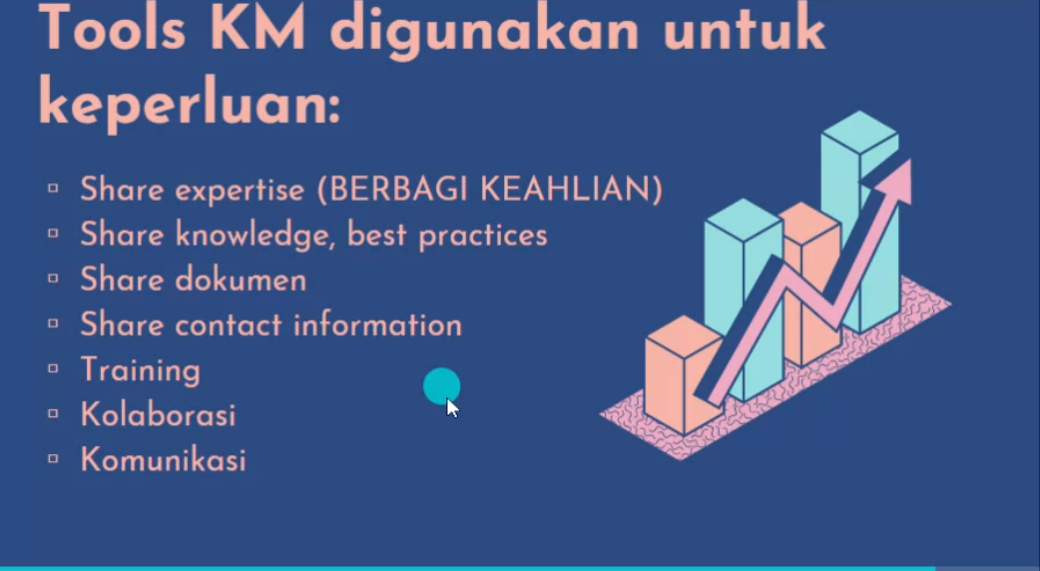 Tools KM digunakan untuk
keperluan:
Share expertise (BERBAGI KEAHLIAN)
Share knowledge, best practices
Share dokumen
Share contact information
Training
Kolaborasi
Komunikasi